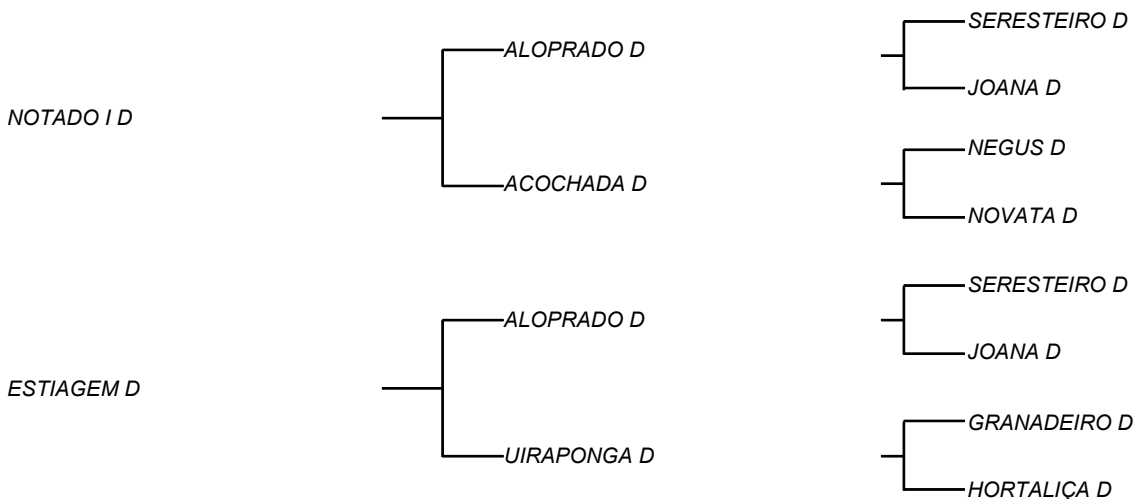 SERESTEIRO D
ALOPRADO D
JOANA D
NOTADO I D
NEGUS D
ACOCHADA D
NOVATA D
SERESTEIRO D
ALOPRADO D
JOANA D
ESTIAGEM D
GRANADEIRO D
UIRAPONGA D
HORTALIÇA D